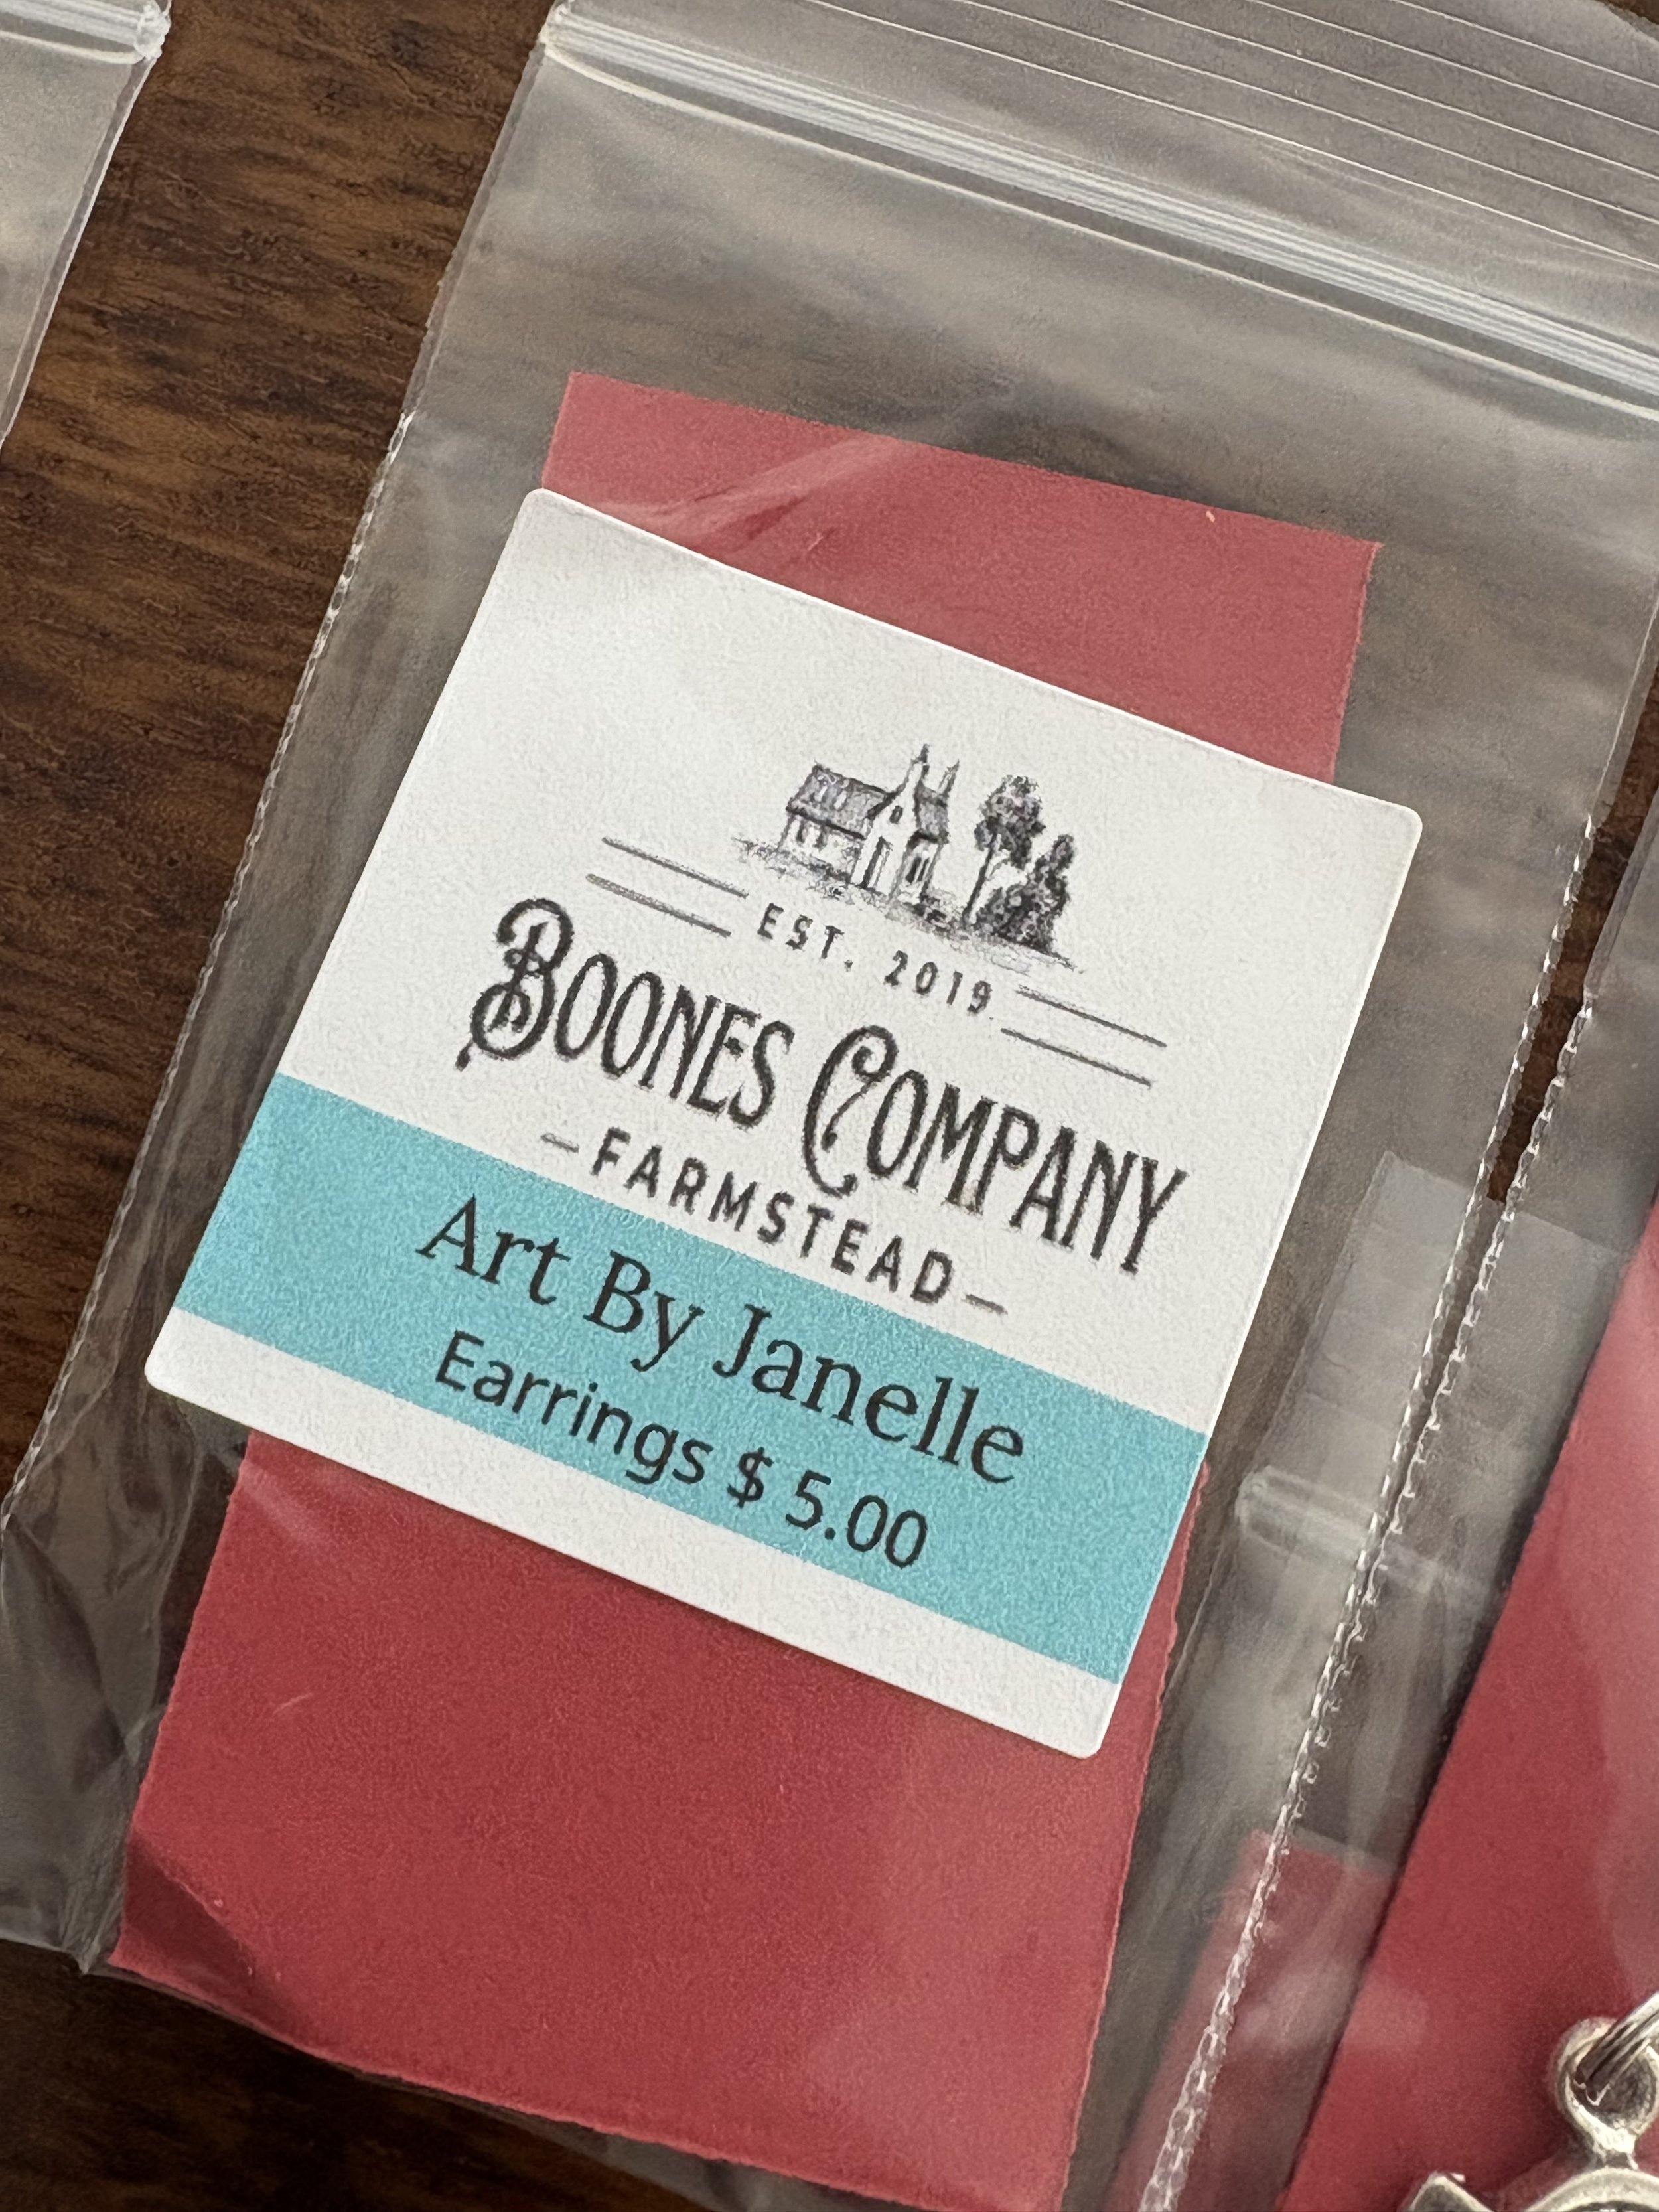 EST. 2019
BOONES COMPANY
—FARMSTEAD—
Art By Janelle
Earrings $ 5.00